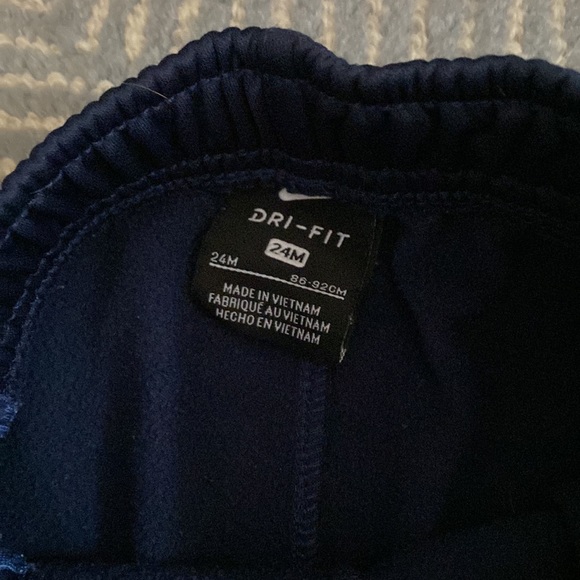 DRI-FIT
24M
24M 86-92CM
MADE IN VIETNAM
FABRIQUÉ AU VIETNAM
HECHO EN VIETNAM